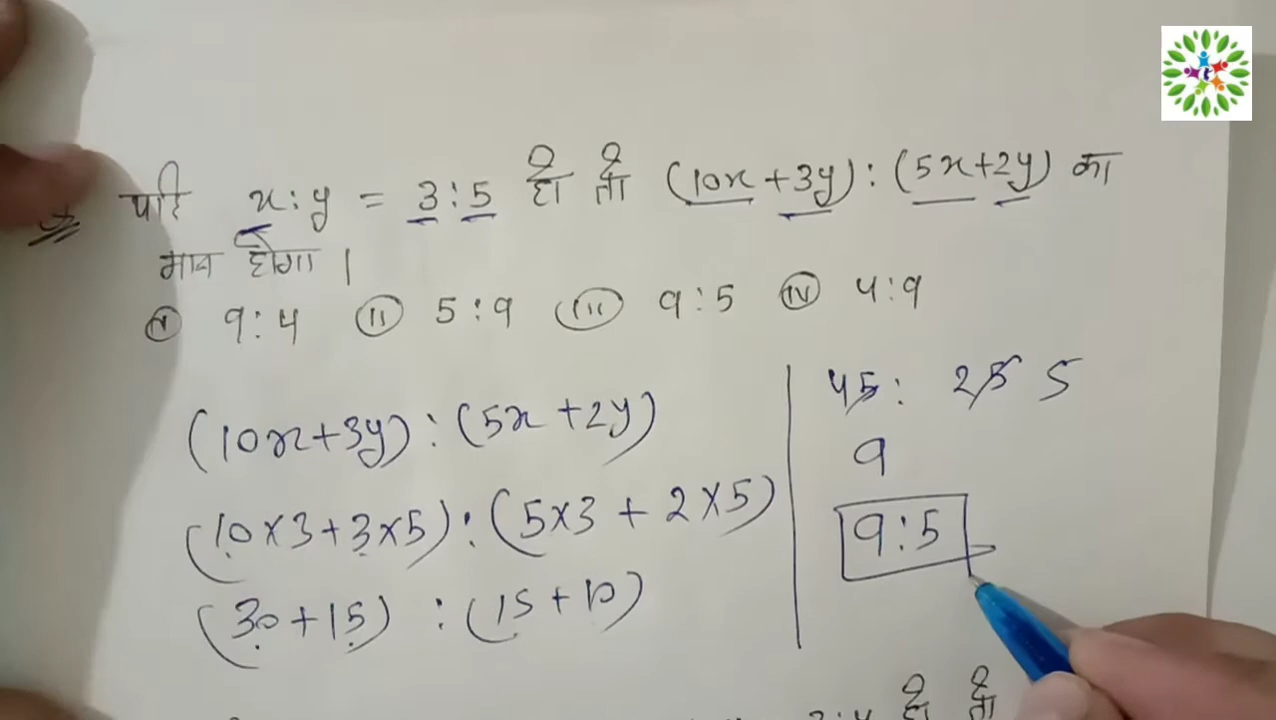 यदि x:y = 3:5 हो तो (10x+3y):(5x+2y) का
मान होगा ।
9:4 (ii) 5:9 (iii) 9:5 (iv) 4:9
(10x+3y):(5x+2y)
(10×3+3×5):(5×3+2×5)
(30+15) : (15+10)
45: 25 5
9
9:5
हो तो